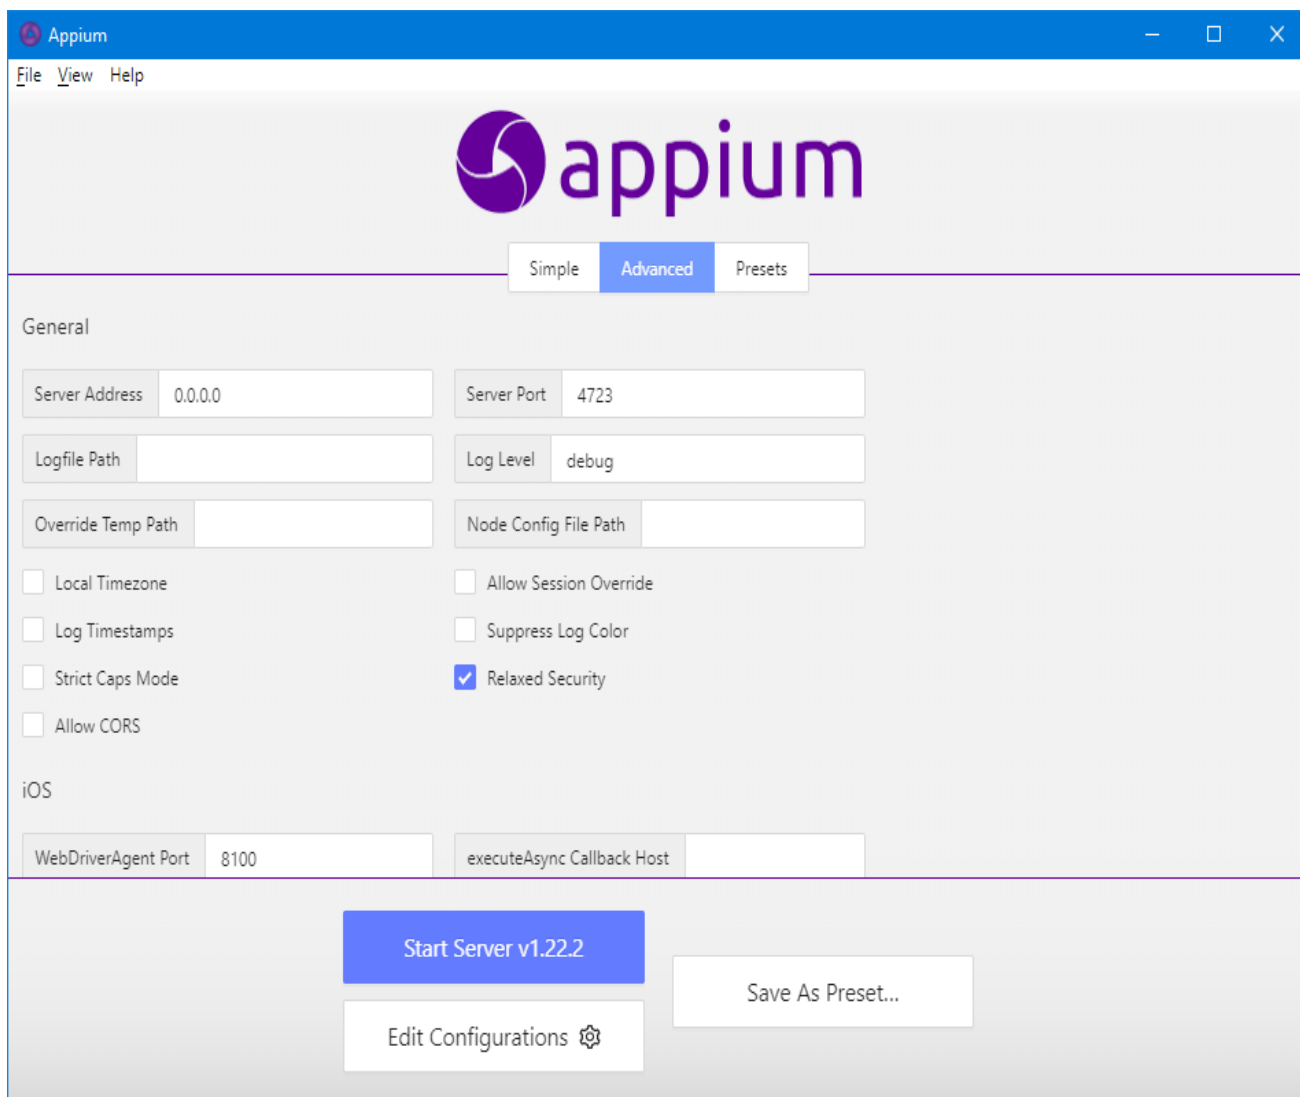 Appium
File View Help
appium
Simple Advanced Presets
General
Server Address 0.0.0.0 Server Port 4723
Logfile Path Log Level debug
Override Temp Path Node Config File Path
Local Timezone Allow Session Override
Log Timestamps Suppress Log Color
Strict Caps Mode Relaxed Security
Allow CORS
iOS
WebDriverAgent Port 8100 executeAsync Callback Host
Start Server v1.22.2
Save As Preset...
Edit Configurations